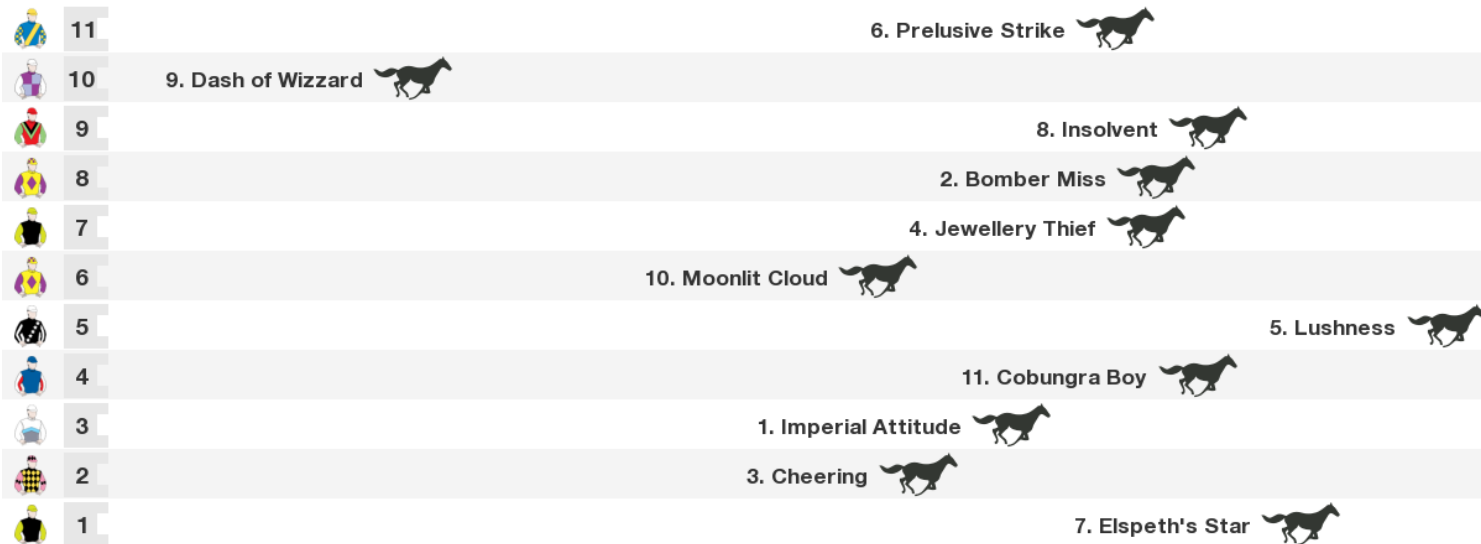 11 6. Prelusive Strike
10 9. Dash of Wizzard
9 8. Insolvent
8 2. Bomber Miss
7 4. Jewellery Thief
6 10. Moonlit Cloud
5 5. Lushness
4 11. Cobungra Boy
3 1. Imperial Attitude
2 3. Cheering
1 7. Elspeth's Star